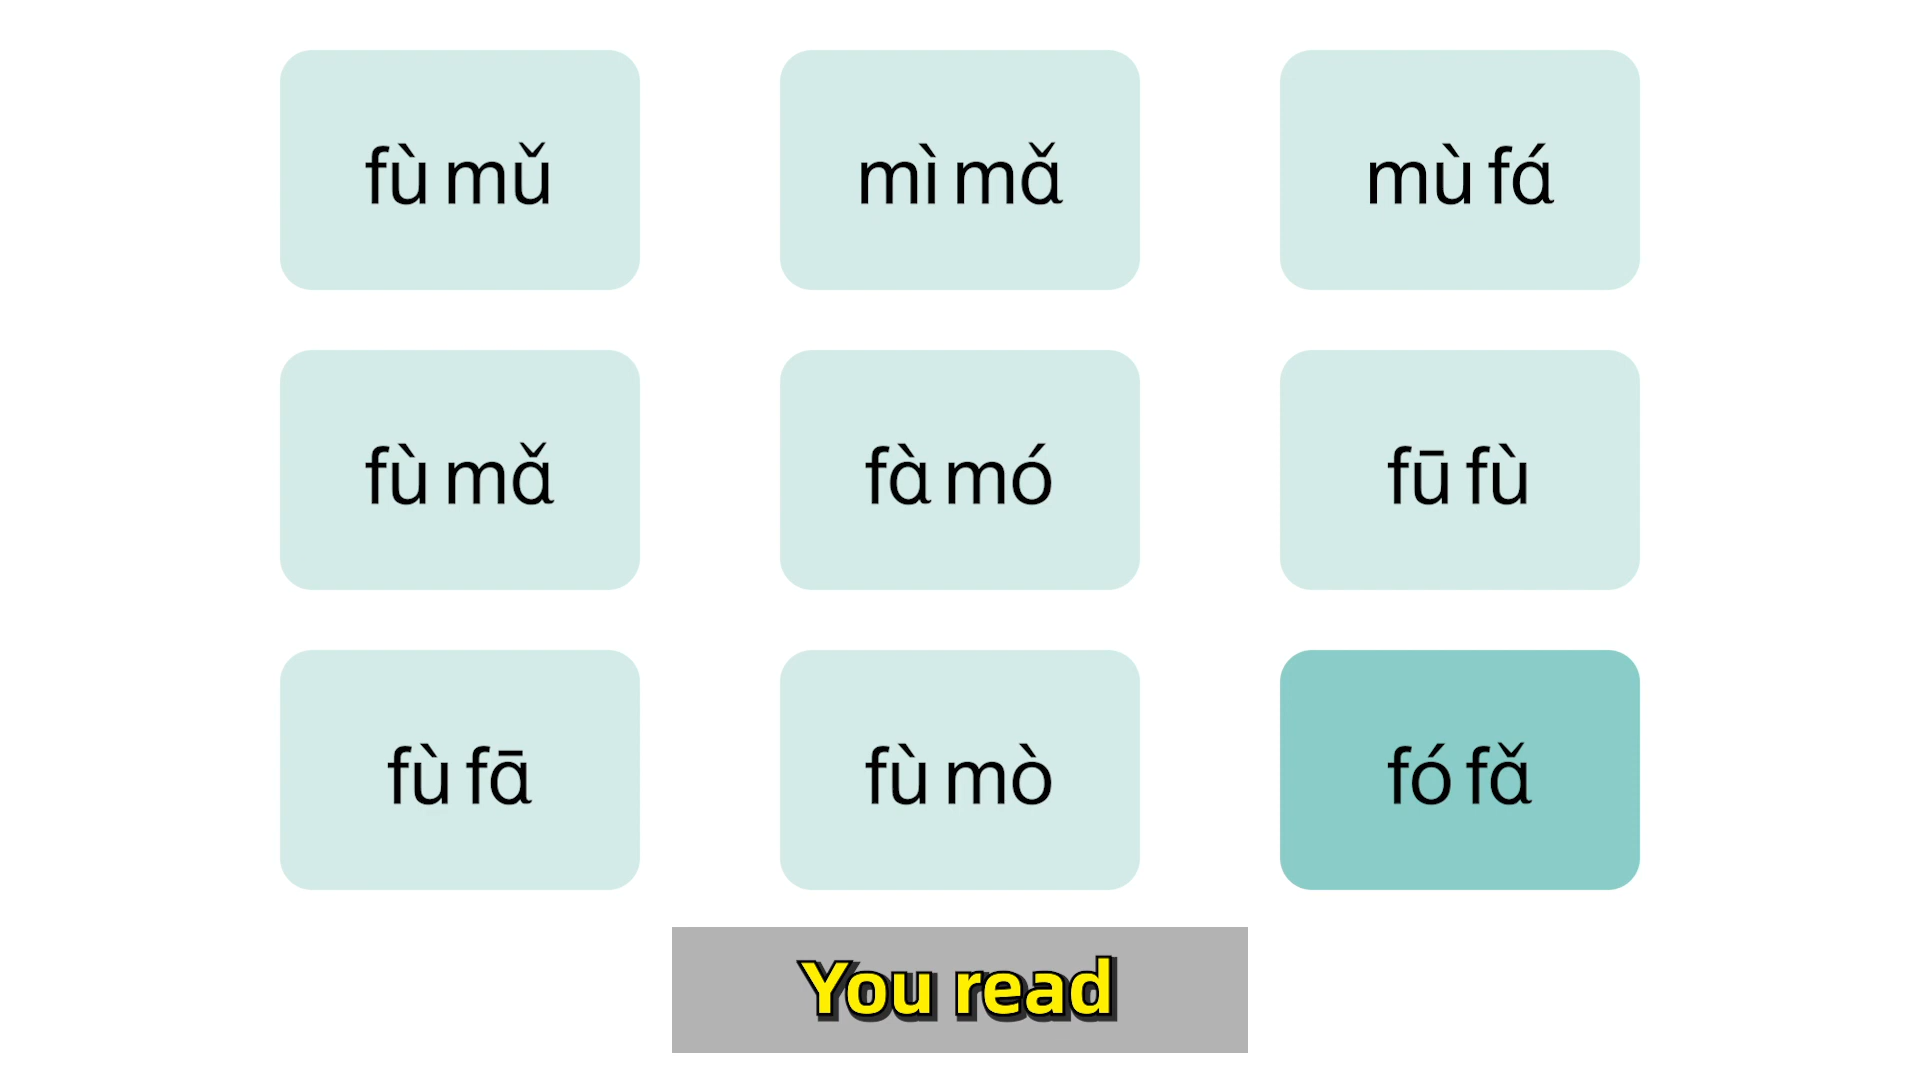 fù mǔ
mì mǎ
mù fá
fù mǎ
fà mó
fū fù
fù fā
fù mò
fó fǎ
You read